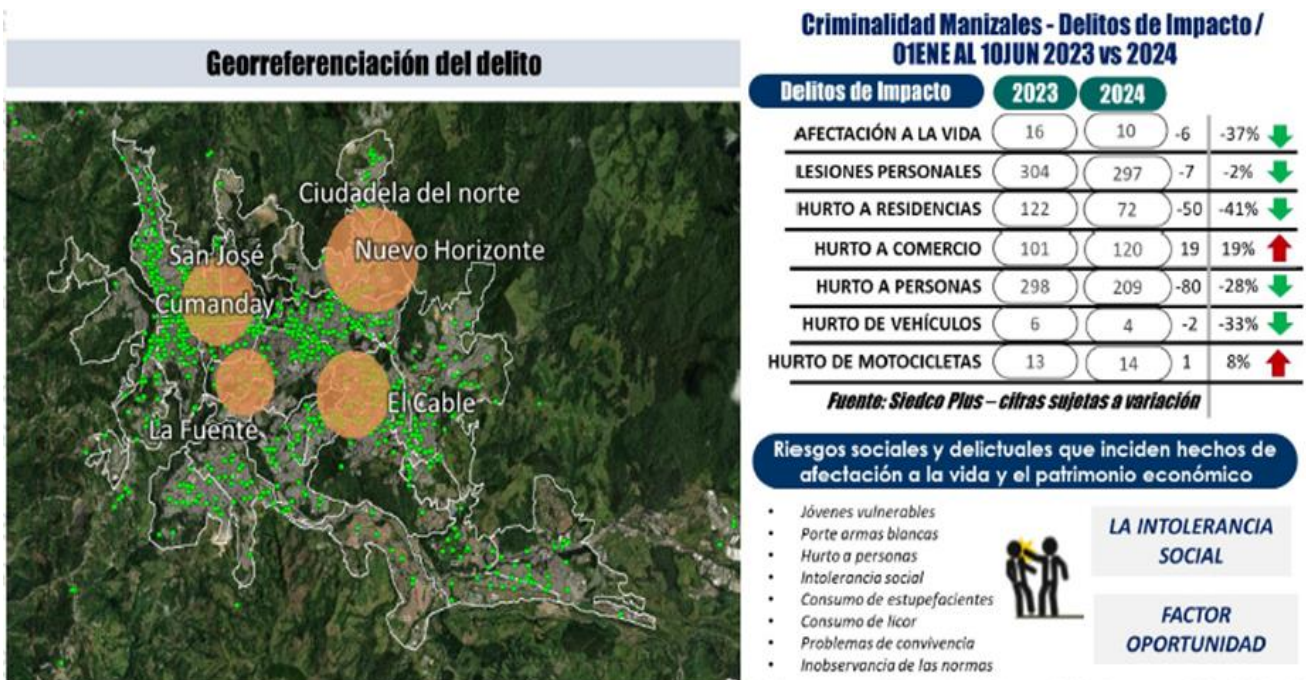 Georreferenciación del delito
Ciudadela del norte
San José
Nuevo Horizonte
Cumanday
El Cable
La Fuente
Criminalidad Manizales - Delitos de Impacto /
01ENE AL 10JUN 2023 vs 2024
Delitos de Impacto 2023 2024
AFECTACIÓN A LA VIDA 16 10 -6 -37%
LESIONES PERSONALES 304 297 -7 -2%
HURTO A RESIDENCIAS 122 72 -50 -41%
HURTO A COMERCIO 101 120 19 19%
HURTO A PERSONAS 298 209 -80 -28%
HURTO DE VEHÍCULOS 6 4 -2 -33%
HURTO DE MOTOCICLETAS 13 14 1 8%
Fuente: Siedco Plus – cifras sujetas a variación
Riesgos sociales y delictuales que inciden hechos de
afectación a la vida y el patrimonio económico
• Jóvenes vulnerables
• Porte armas blancas
• Hurto a personas
• Intolerancia social
• Consumo de estupefacientes
• Consumo de licor
• Problemas de convivencia
• Inobservancia de las normas
LA INTOLERANCIA
SOCIAL
FACTOR
OPORTUNIDAD